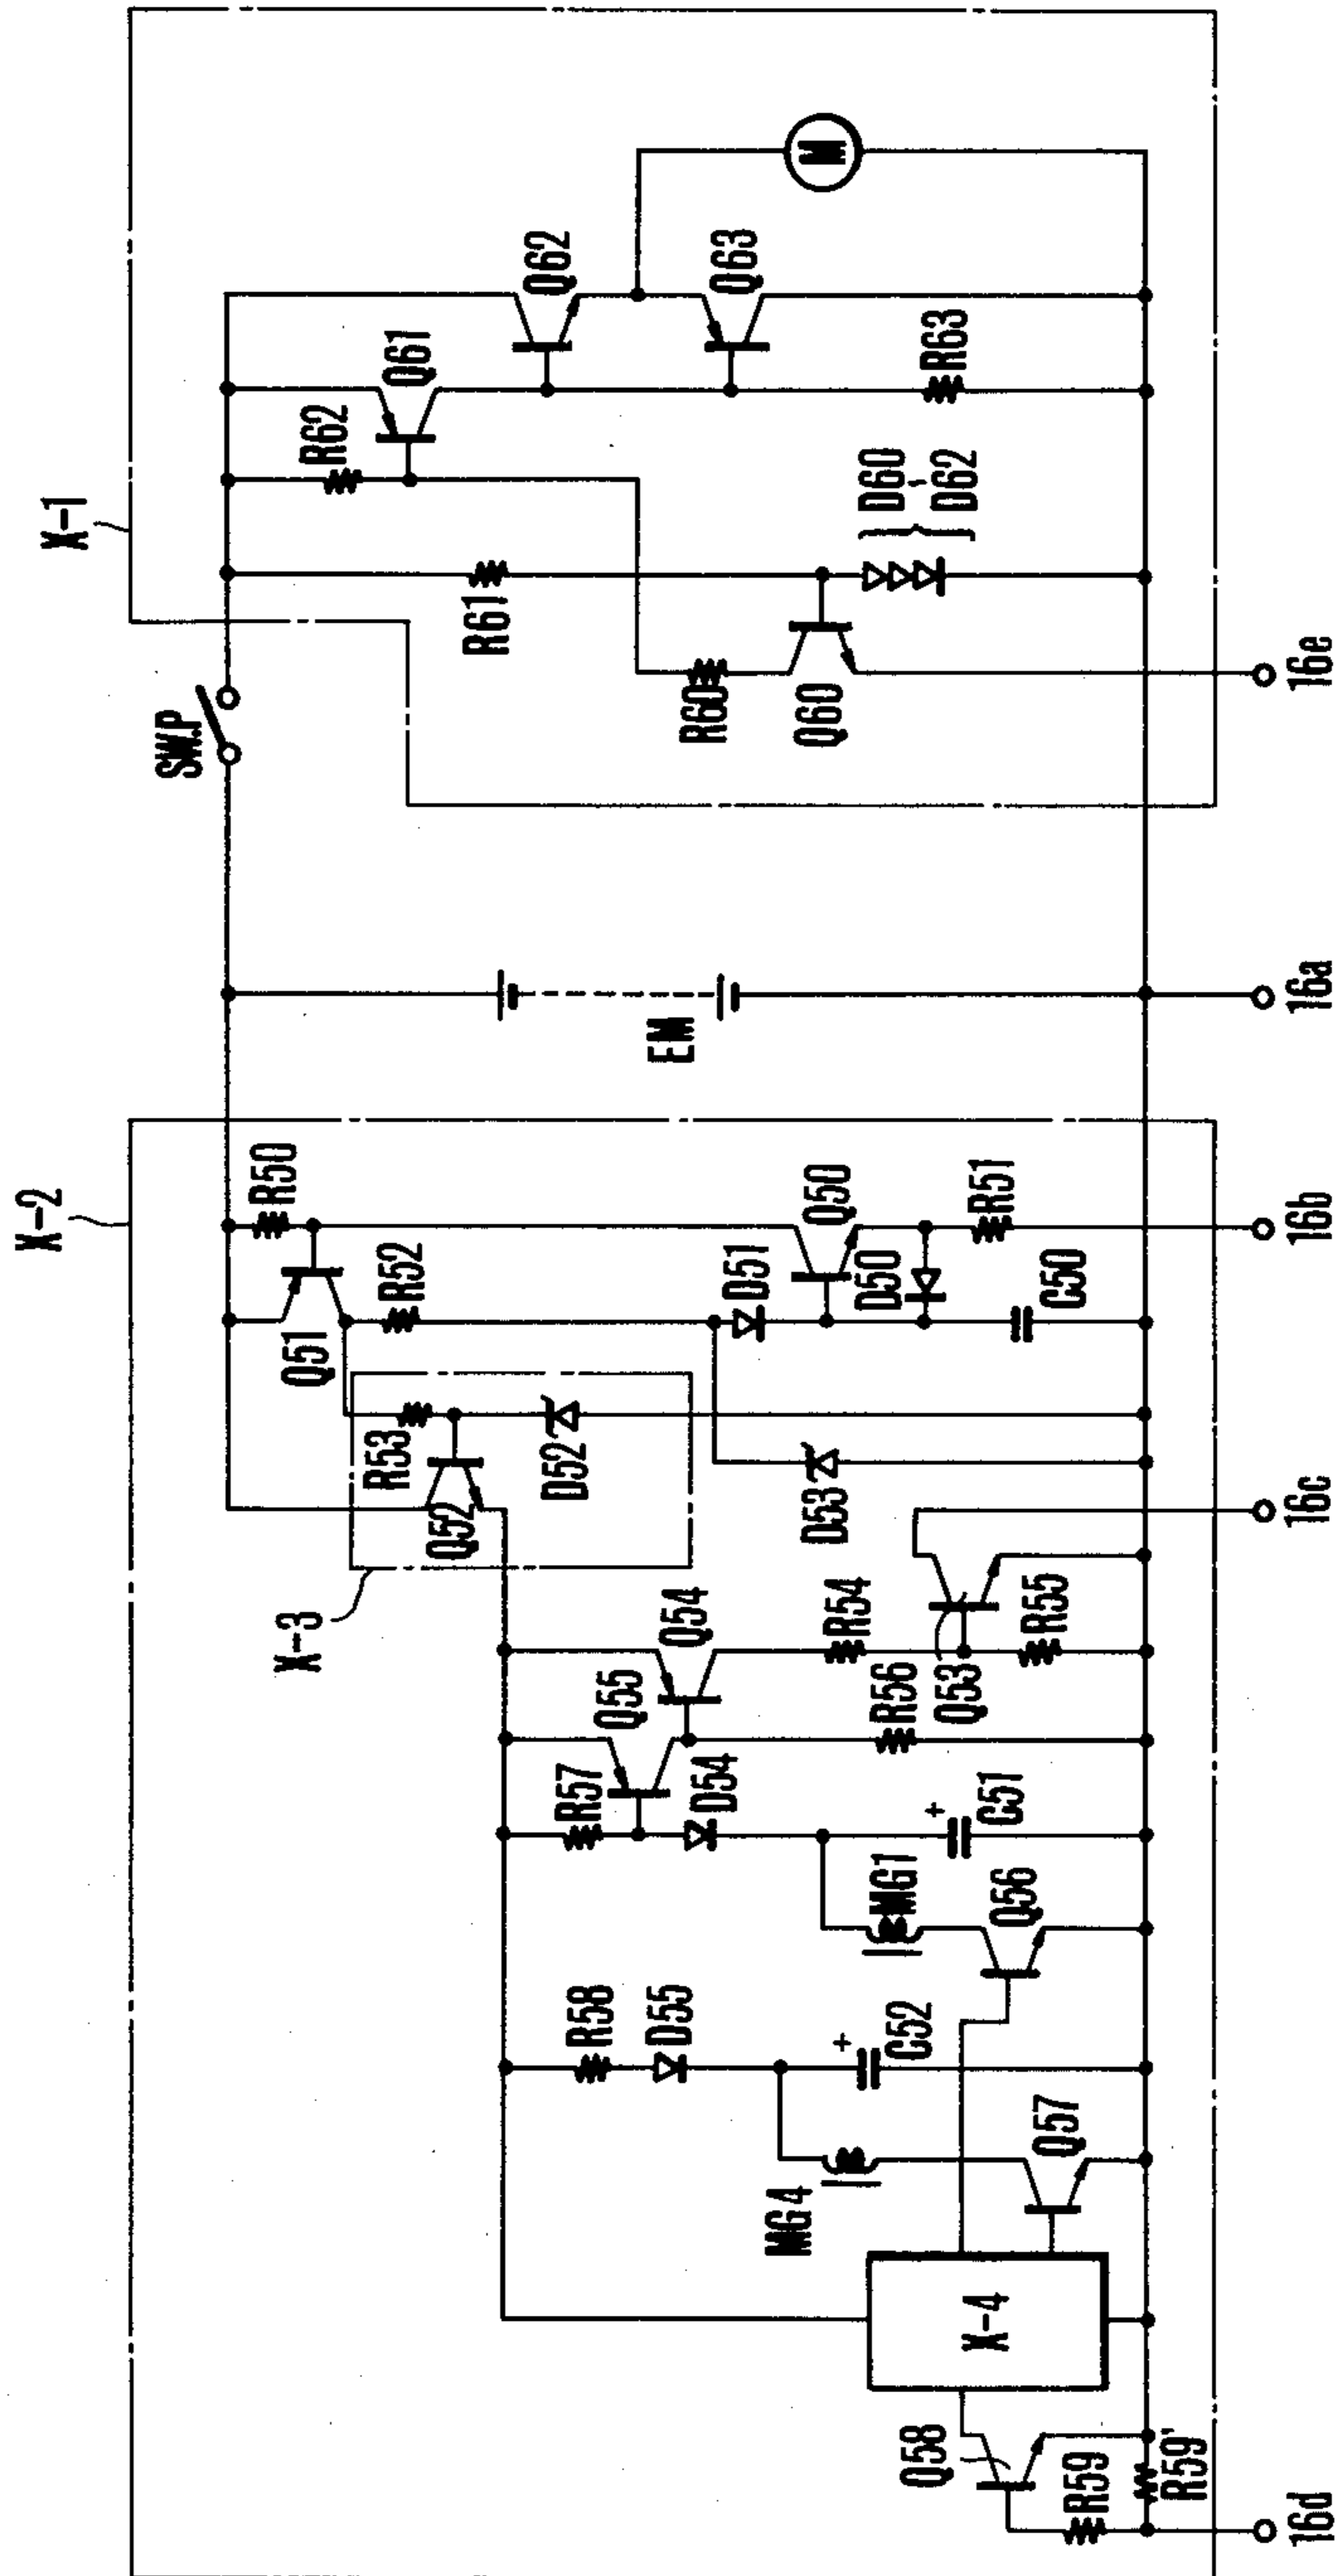 X-1
SW.P
R62
Q61
Q62
Q63
M
R61
R63
D60
D62
R60
Q60
16e
EM
16a
X-2
R50
Q51
R52
D51
Q50
D50
R51
C50
16b
R53
Q52
D52
D53
X-3
16c
Q54
Q55
R54
Q53
R55
R56
R57
D54
+
C51
MG1
Q56
R58
D55
+
C52
MG4
Q57
X-4
Q58
R59
R59'
16d